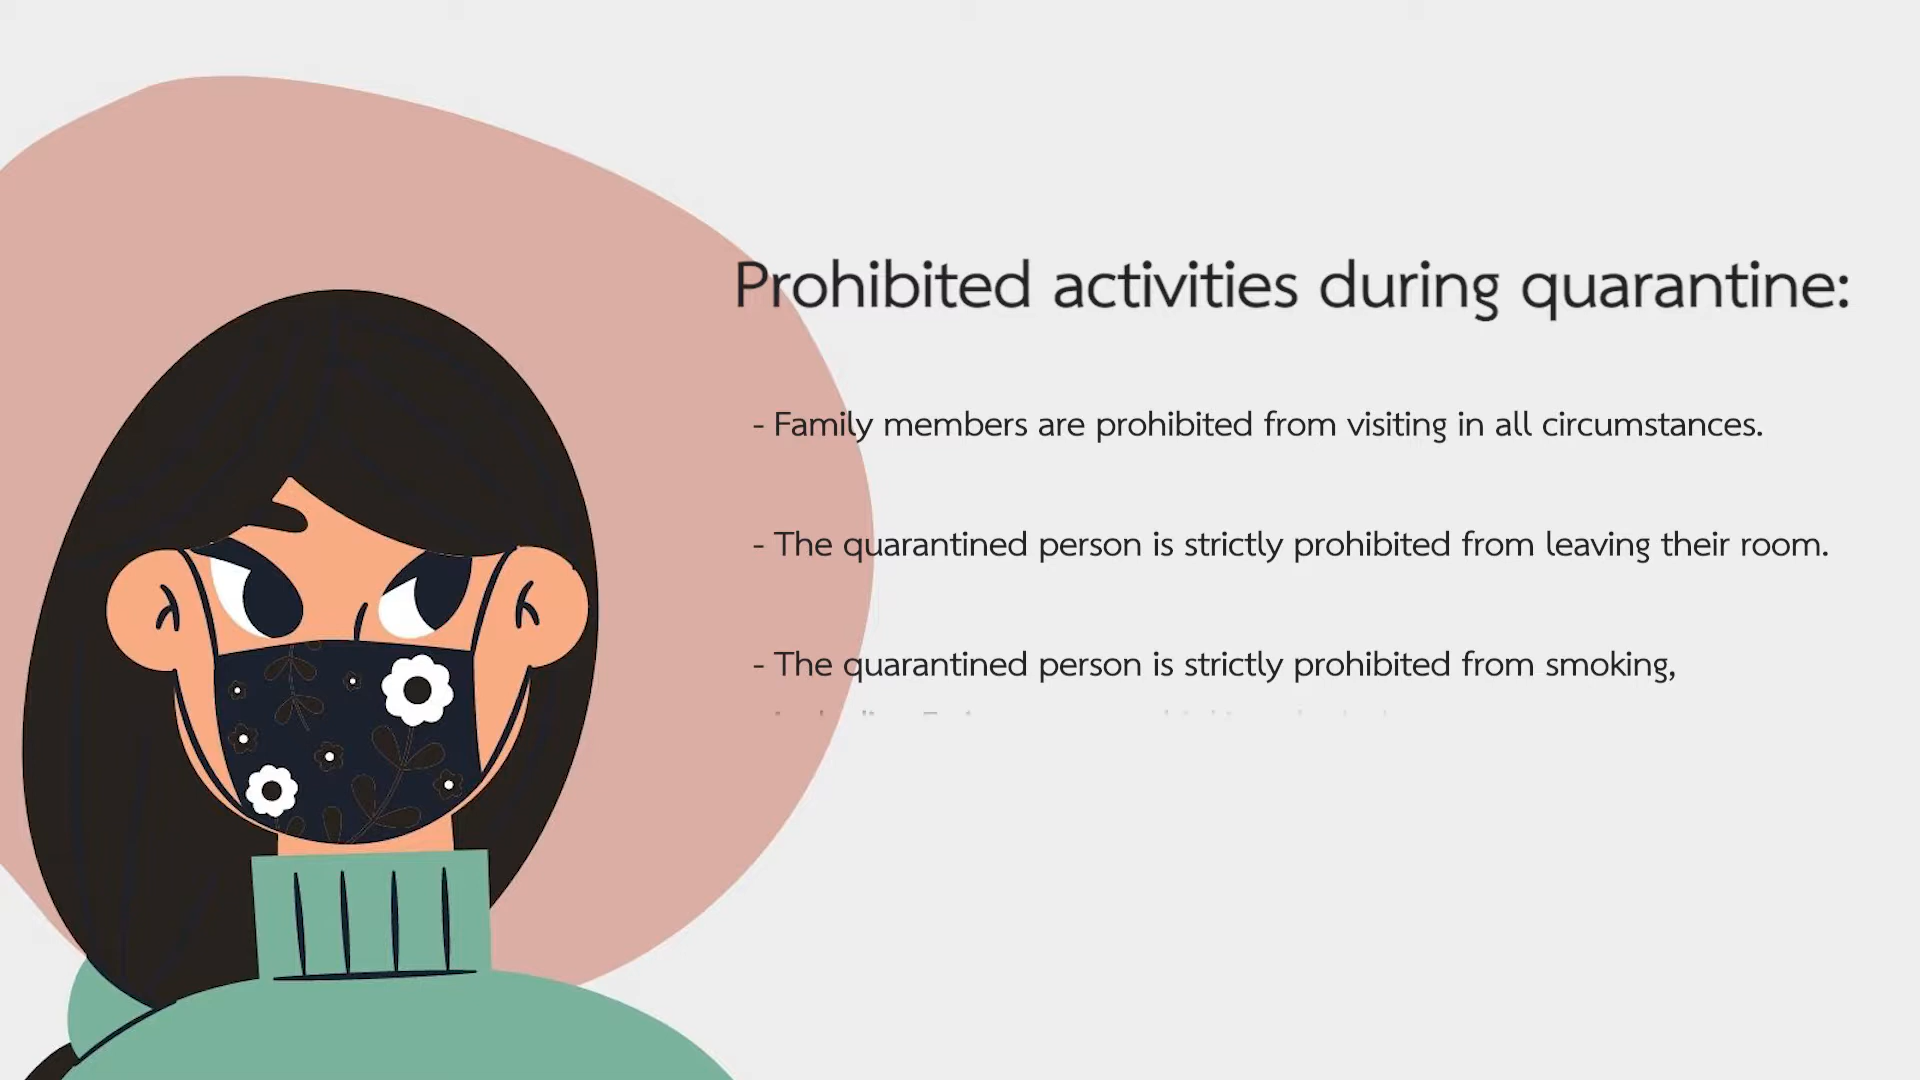 Prohibited activities during quarantine:
- Family members are prohibited from visiting in all circumstances.
- The quarantined person is strictly prohibited from leaving their room.
- The quarantined person is strictly prohibited from smoking,